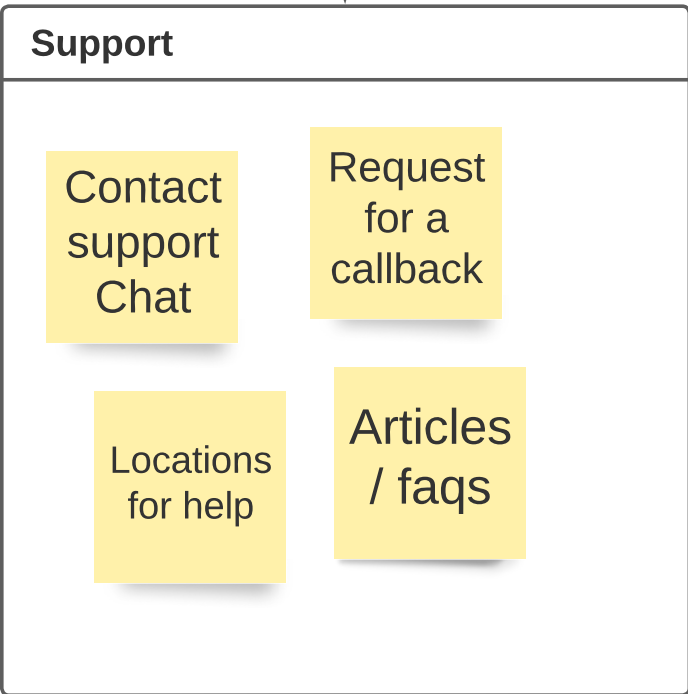 Support
Contact
support
Chat
Request
for a
callback
Locations
for help
Articles
/ faqs